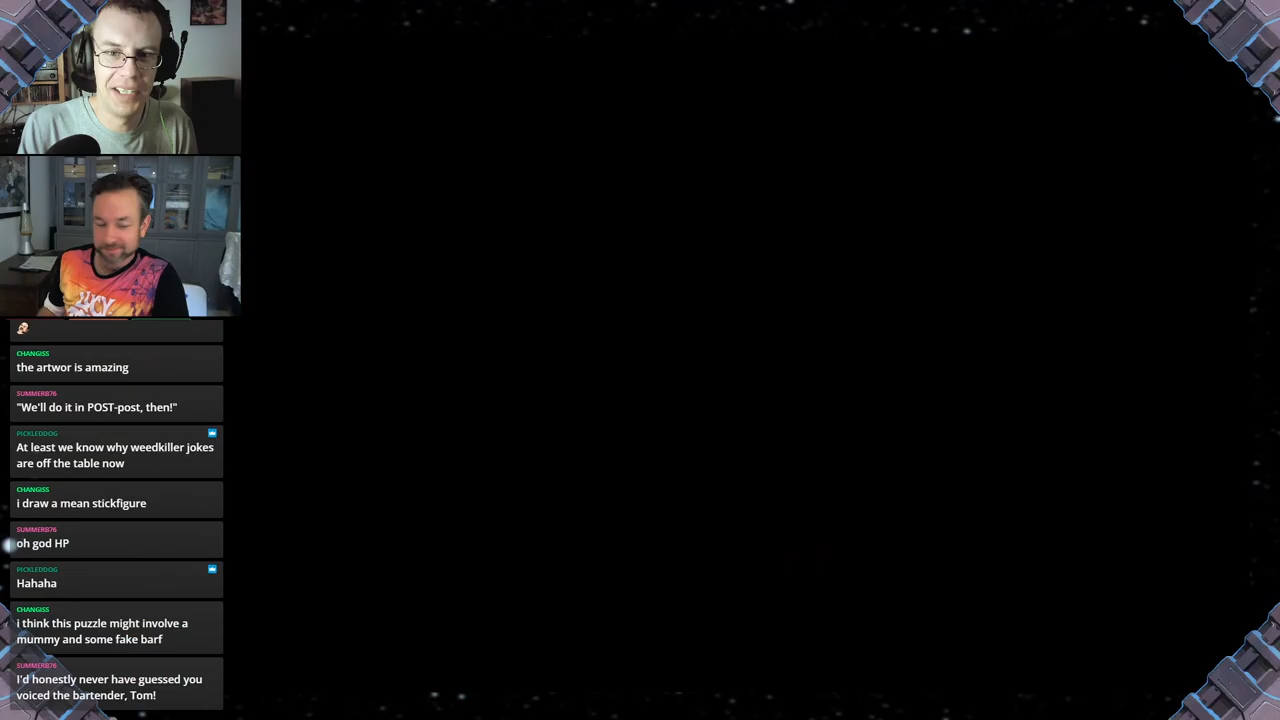 LUCY
CHANGISS
the artwor is amazing
SUMMERB76
"We'll do it in POST-post, then!"
PICKLEDDOG
At least we know why weedkiller jokes
are off the table now
CHANGISS
i draw a mean stickfigure
SUMMERB76
oh god HP
PICKLEDDOG
Hahaha
CHANGISS
i think this puzzle might involve a
mummy and some fake barf
SUMMERB76
I'd honestly never have guessed you
voiced the bartender, Tom!